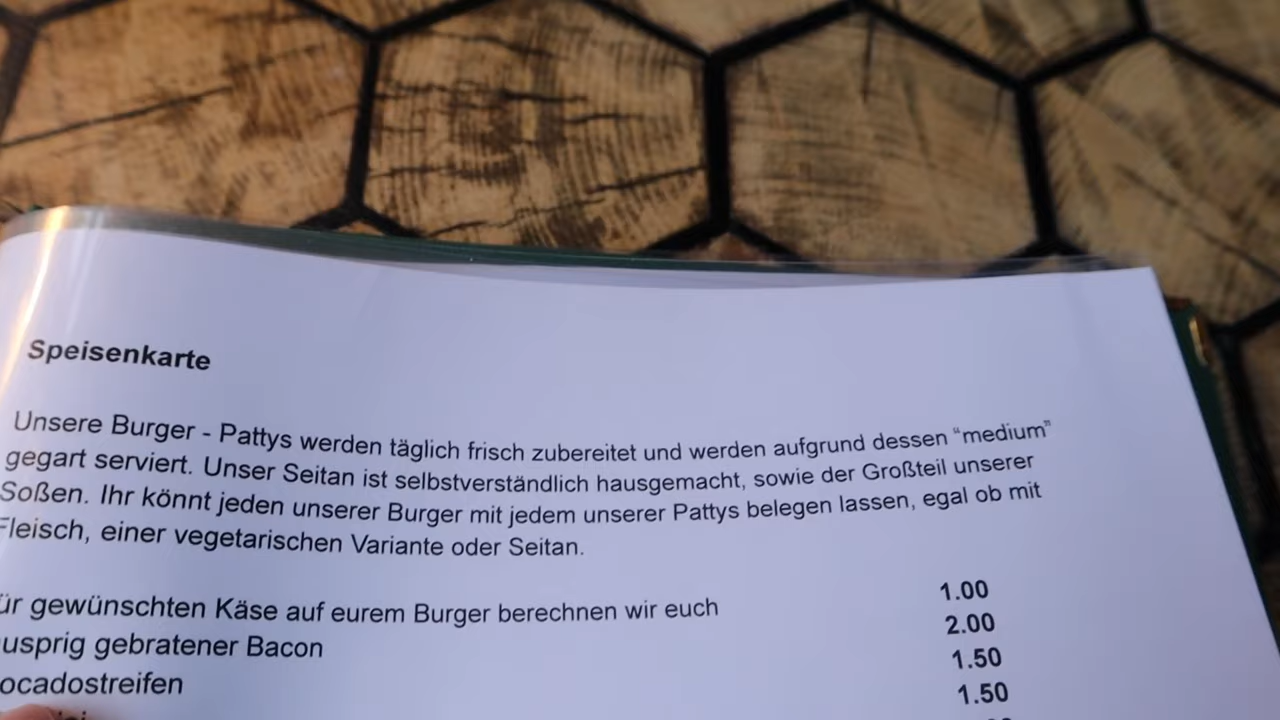 Speisenkarte
Unsere Burger - Pattys werden täglich frisch zubereitet und werden aufgrund dessen “medium”
gegart serviert. Unser Seitan ist selbstverständlich hausgemacht, sowie der Großteil unserer
Soßen. Ihr könnt jeden unserer Burger mit jedem unserer Pattys belegen lassen, egal ob mit
Fleisch, einer vegetarischen Variante oder Seitan.
ür gewünschten Käse auf eurem Burger berechnen wir euch 1.00
usprig gebratener Bacon 2.00
ocadostreifen 1.50
1.50